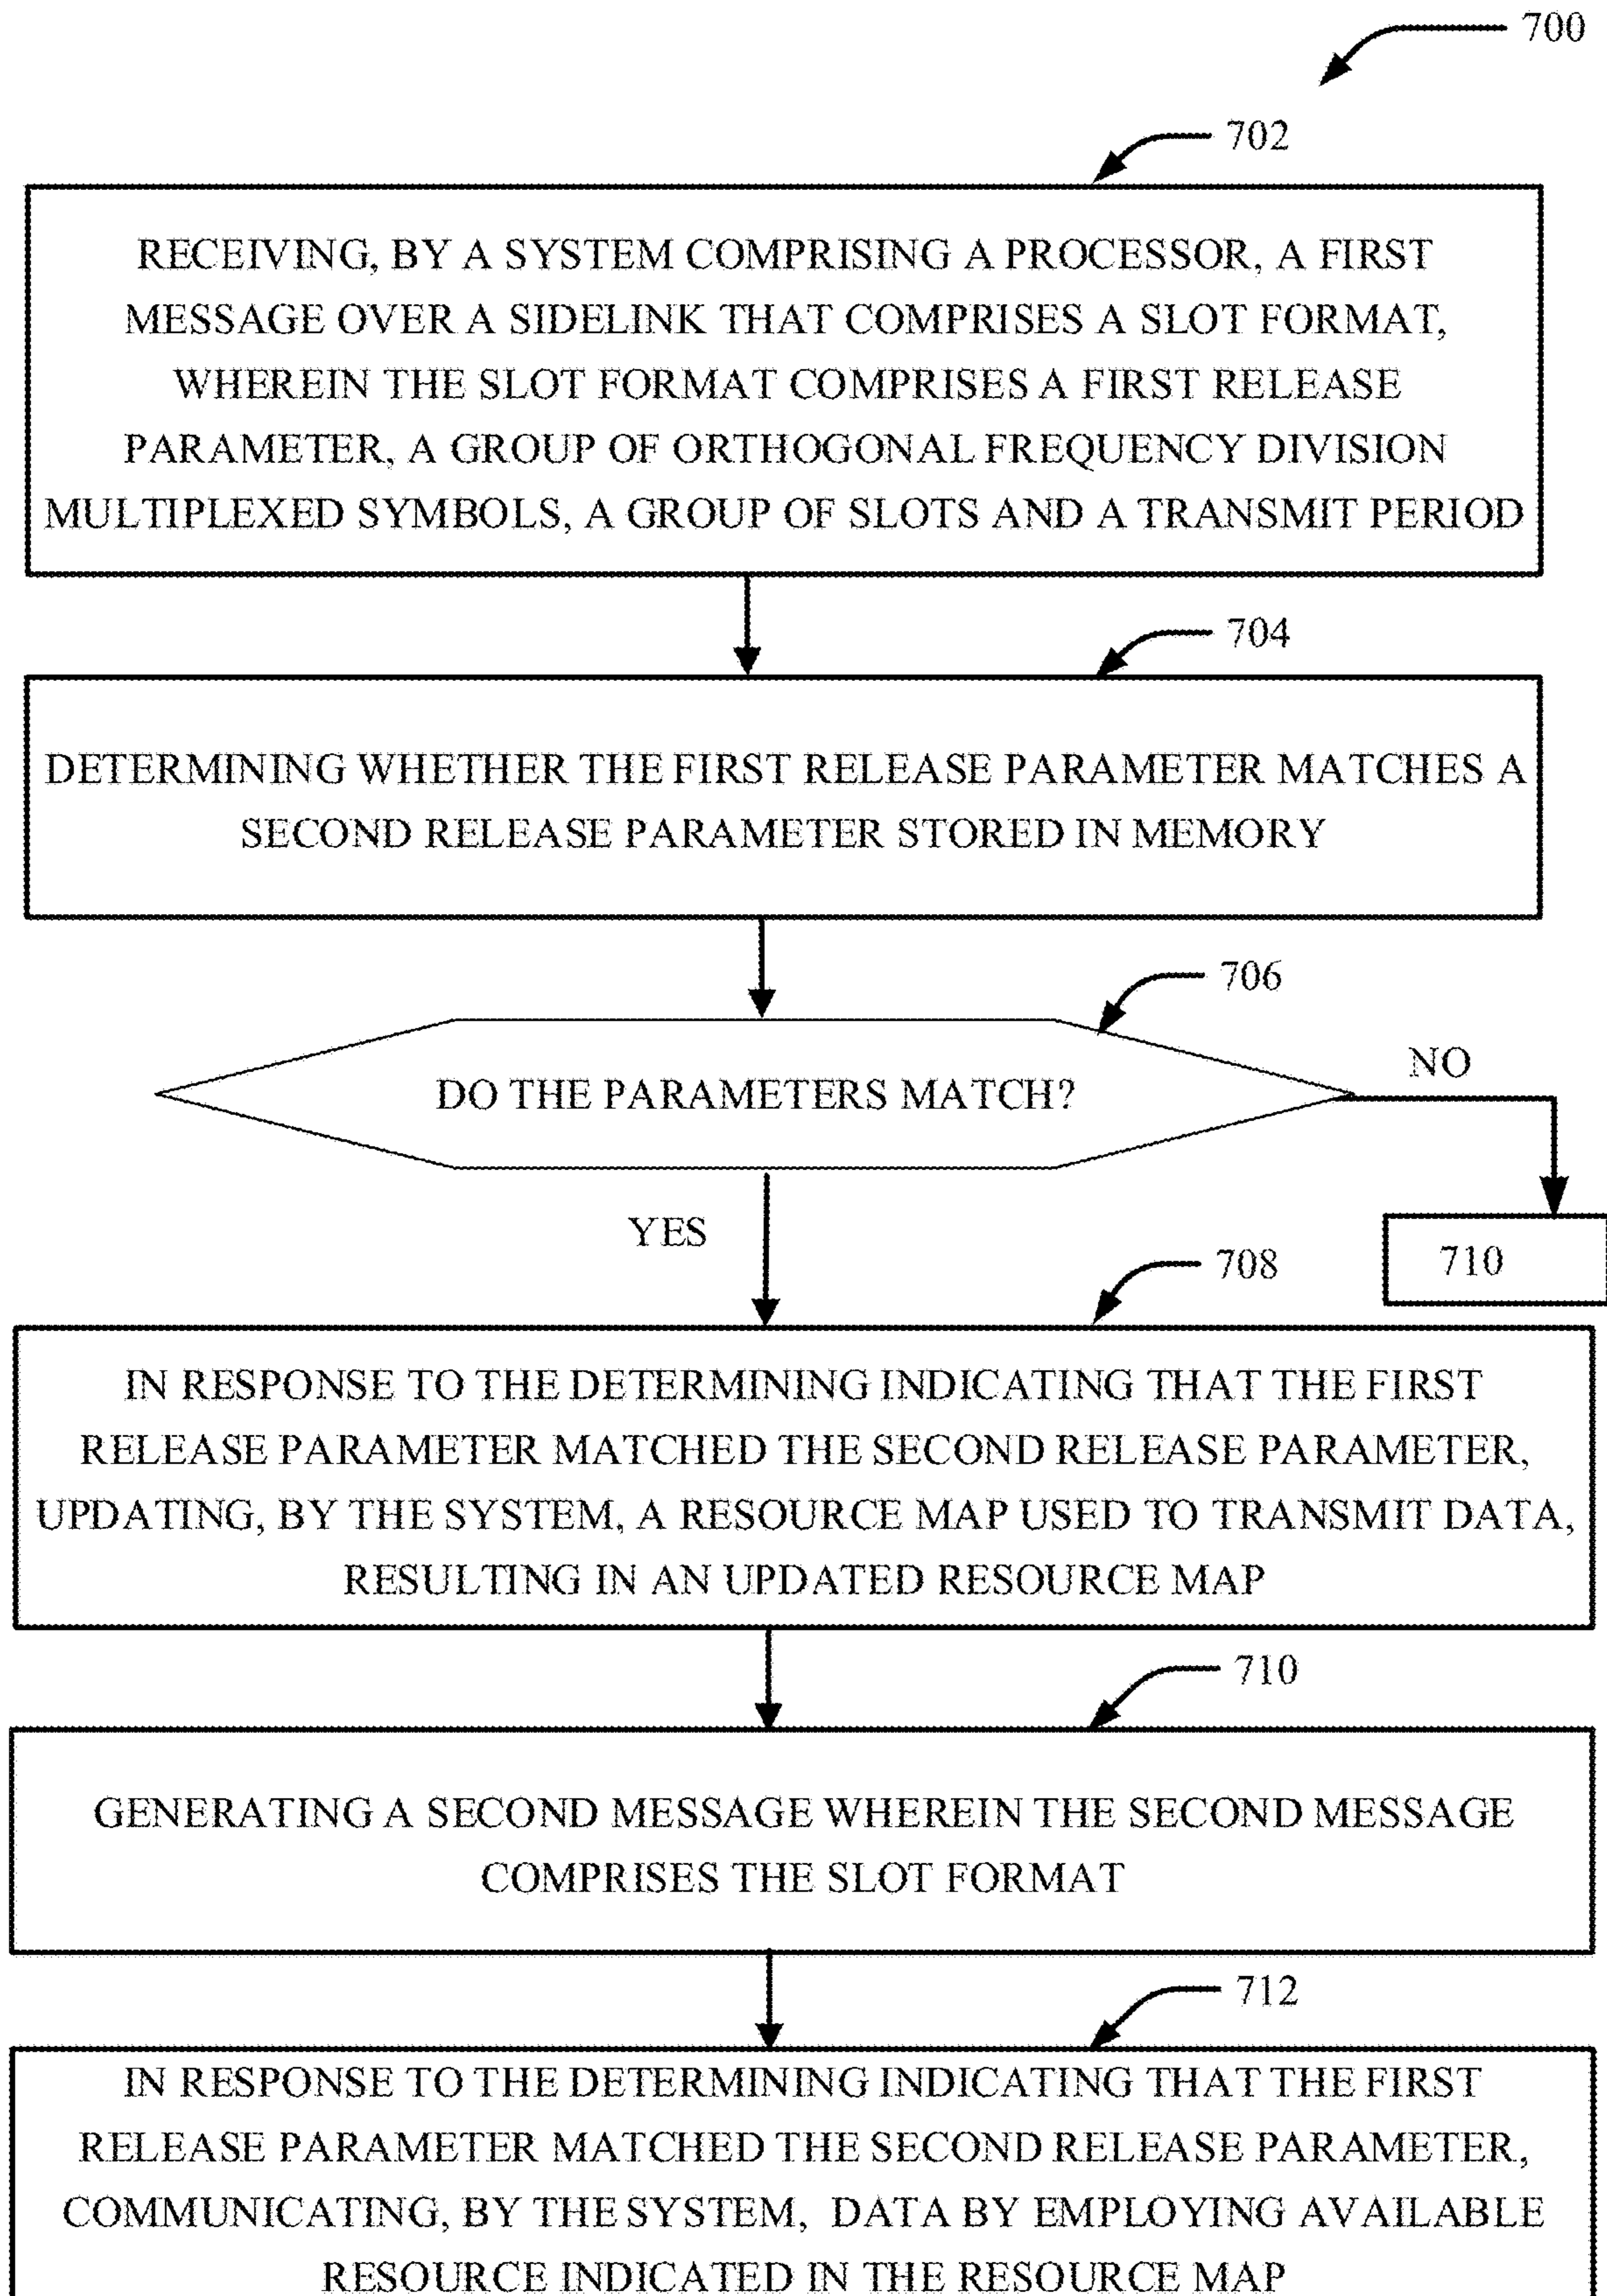 700
702
RECEIVING, BY A SYSTEM COMPRISING A PROCESSOR, A FIRST
MESSAGE OVER A SIDELINK THAT COMPRISES A SLOT FORMAT,
WHEREIN THE SLOT FORMAT COMPRISES A FIRST RELEASE
PARAMETER, A GROUP OF ORTHOGONAL FREQUENCY DIVISION
MULTIPLEXED SYMBOLS, A GROUP OF SLOTS AND A TRANSMIT PERIOD
704
DETERMINING WHETHER THE FIRST RELEASE PARAMETER MATCHES A
SECOND RELEASE PARAMETER STORED IN MEMORY
706
DO THE PARAMETERS MATCH?
NO
710
YES
708
IN RESPONSE TO THE DETERMINING INDICATING THAT THE FIRST
RELEASE PARAMETER MATCHED THE SECOND RELEASE PARAMETER,
UPDATING, BY THE SYSTEM, A RESOURCE MAP USED TO TRANSMIT DATA,
RESULTING IN AN UPDATED RESOURCE MAP
710
GENERATING A SECOND MESSAGE WHEREIN THE SECOND MESSAGE
COMPRISES THE SLOT FORMAT
712
IN RESPONSE TO THE DETERMINING INDICATING THAT THE FIRST
RELEASE PARAMETER MATCHED THE SECOND RELEASE PARAMETER,
COMMUNICATING, BY THE SYSTEM, DATA BY EMPLOYING AVAILABLE
RESOURCE INDICATED IN THE RESOURCE MAP